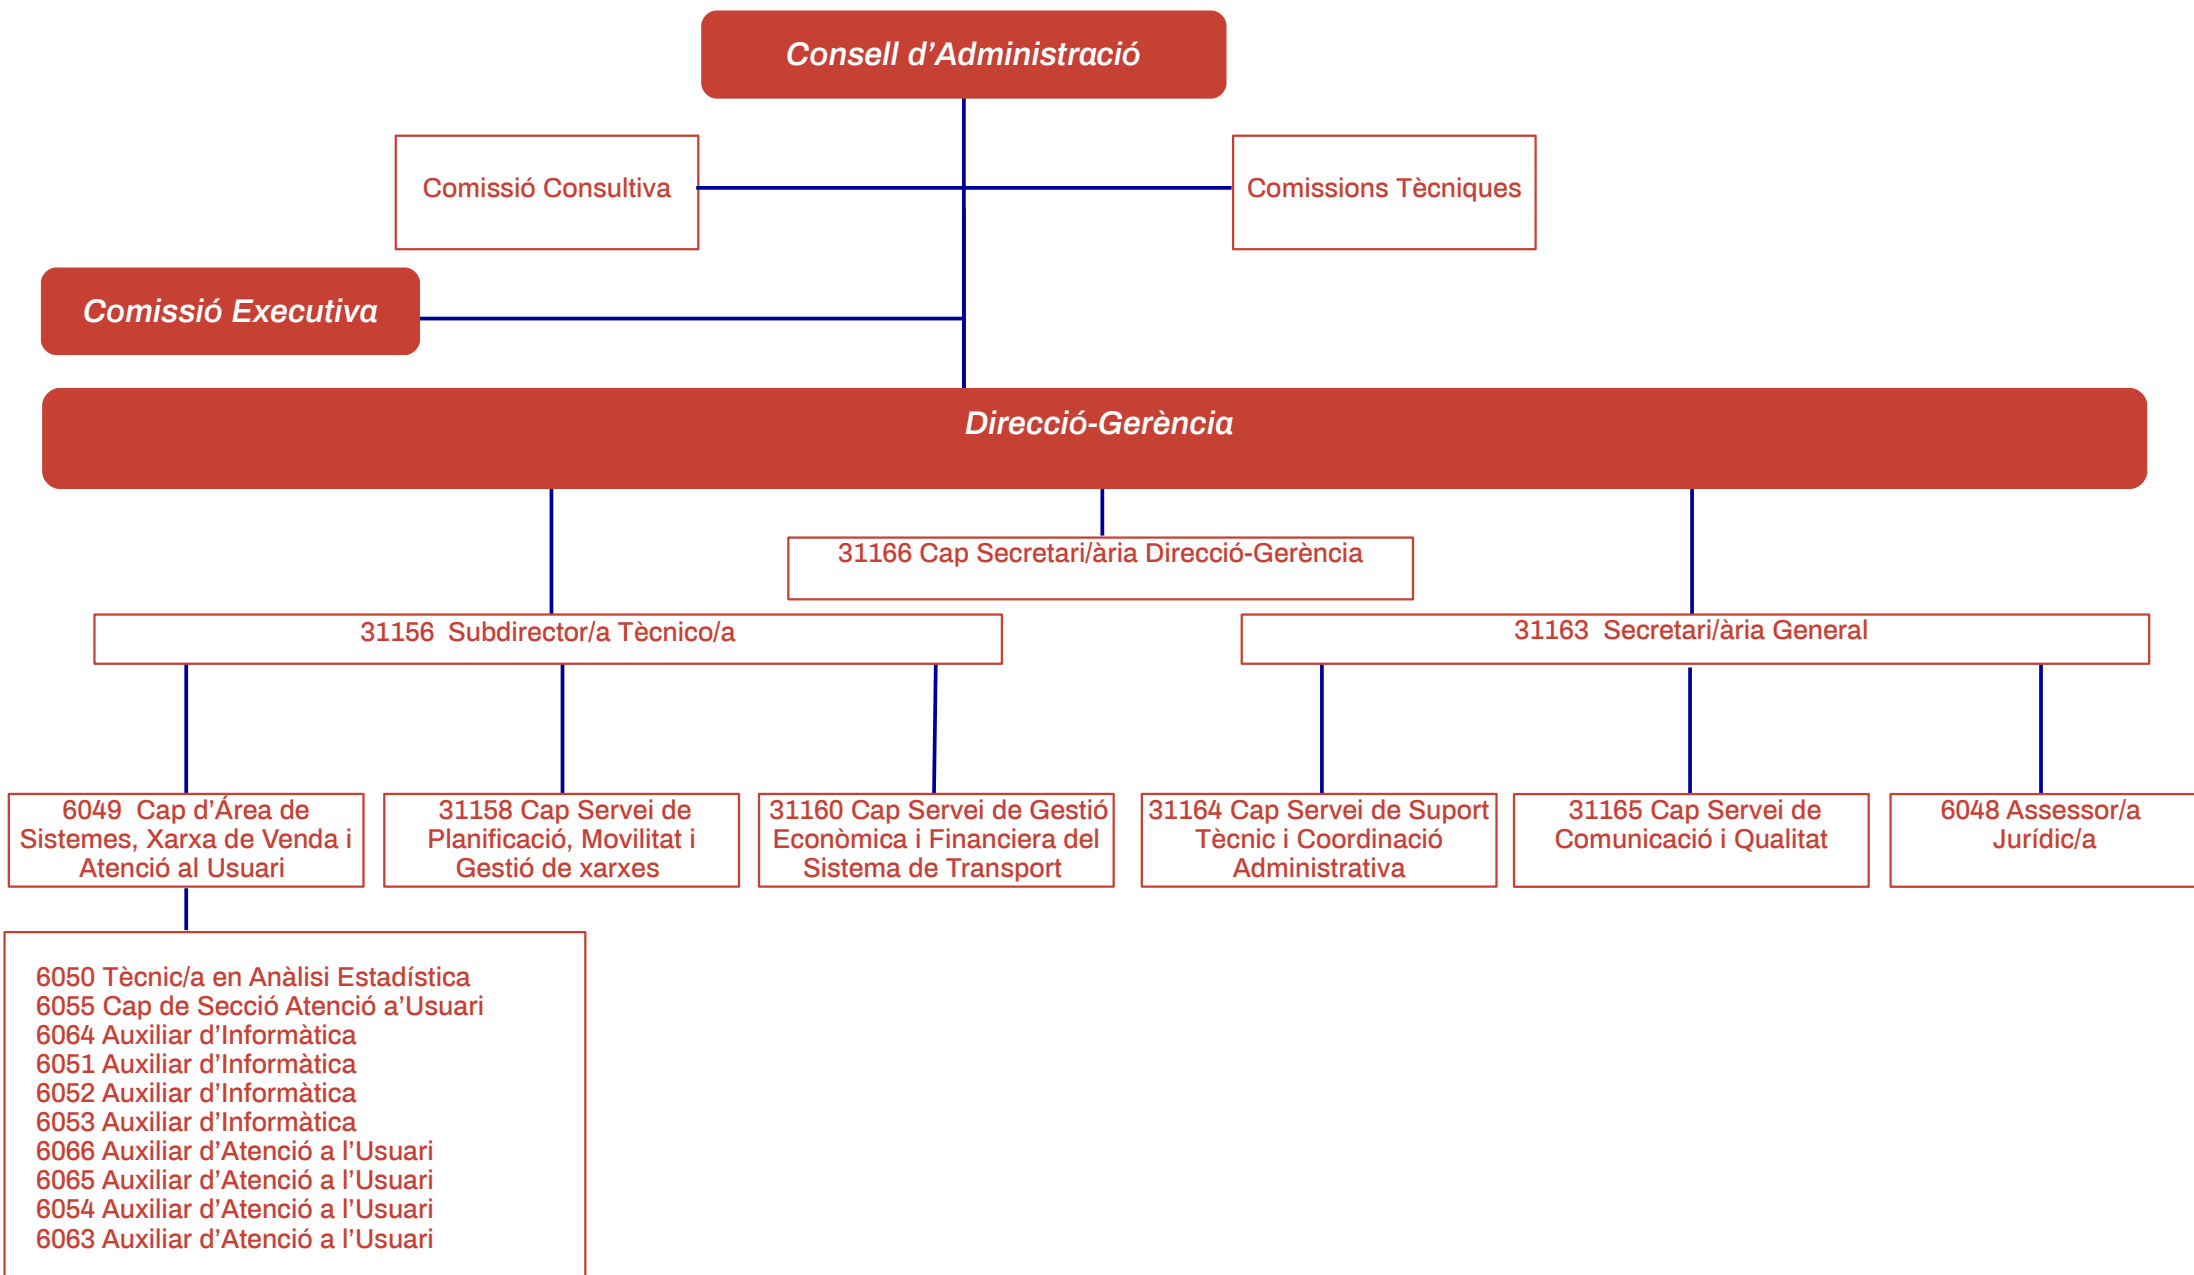 Consell d’Administració
Comissió Consultiva
Comissions Tècniques
Comissió Executiva
Direcció-Gerència
31166 Cap Secretari/ària Direcció-Gerència
31156  Subdirector/a Tècnico/a
31163  Secretari/ària General
6049  Cap d’Área de
Sistemes, Xarxa de Venda i
Atenció al Usuari
31158 Cap Servei de
Planificació, Movilitat i
Gestió de xarxes
31160 Cap Servei de Gestió
Econòmica i Financiera del
Sistema de Transport
31164 Cap Servei de Suport
Tècnic i Coordinació
Administrativa
31165 Cap Servei de
Comunicació i Qualitat
6048 Assessor/a
Jurídic/a
6050 Tècnic/a en Anàlisi Estadística
6055 Cap de Secció Atenció a’Usuari
6064 Auxiliar d’Informàtica
6051 Auxiliar d’Informàtica
6052 Auxiliar d’Informàtica
6053 Auxiliar d’Informàtica
6066 Auxiliar d’Atenció a l’Usuari
6065 Auxiliar d’Atenció a l’Usuari
6054 Auxiliar d’Atenció a l’Usuari
6063 Auxiliar d’Atenció a l’Usuari